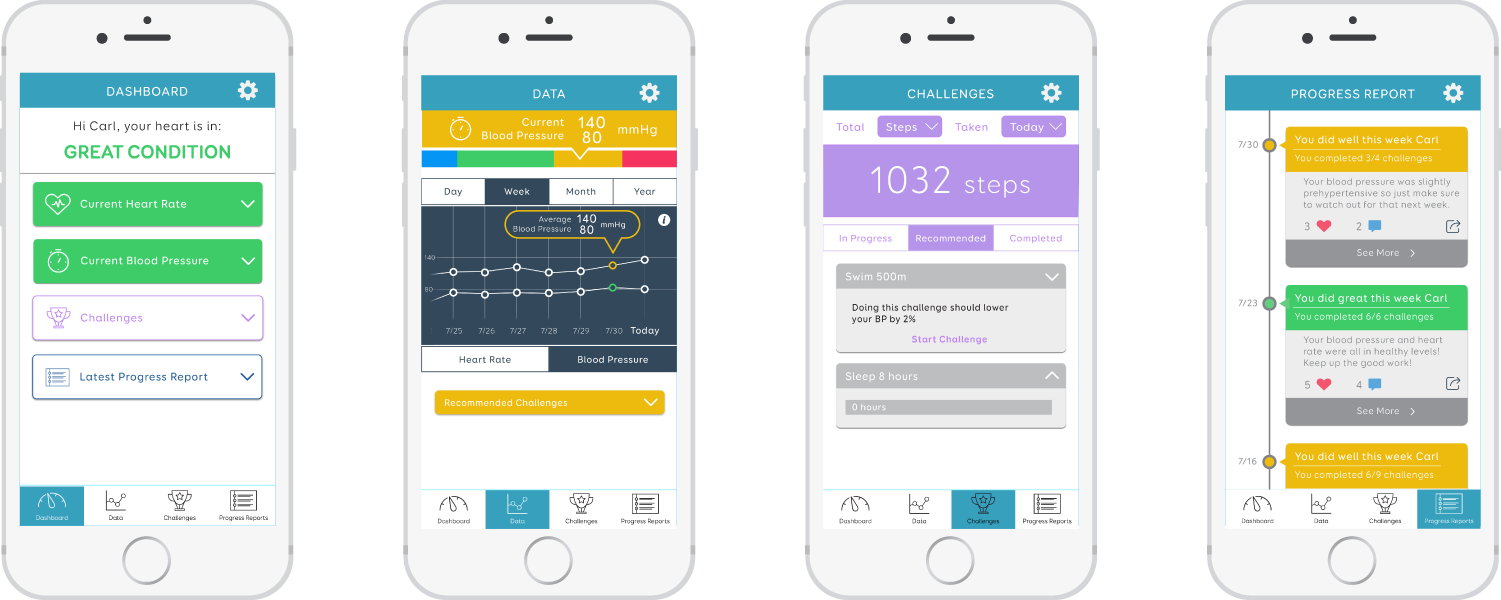 DASHBOARD
Hi Carl, your heart is in:
GREAT CONDITION
Current Heart Rate
Current Blood Pressure
Challenges
Latest Progress Report
Dashboard
Data
Challenges
Progress Reports
DATA
Current
Blood Pressure
140
80
mmHg
Day
Week
Month
Year
Average
Blood Pressure
140
80
mmHg
i
140
80
7/25
7/26
7/27
7/28
7/29
7/30
Today
Heart Rate
Blood Pressure
Recommended Challenges
Dashboard
Data
Challenges
Progress Reports
CHALLENGES
Total
Steps
Taken
Today
1032 steps
In Progress
Recommended
Completed
Swim 500m
Doing this challenge should lower
your BP by 2%
Start Challenge
Sleep 8 hours
0 hours
Dashboard
Data
Challenges
Progress Reports
PROGRESS REPORT
7/30
You did well this week Carl
You completed 3/4 challenges
Your blood pressure was slightly
prehypertensive so just make sure
to watch out for that next week.
3
2
See More
7/23
You did great this week Carl
You completed 6/6 challenges
Your blood pressure and heart
rate were all in healthy levels!
Keep up the good work!
5
4
See More
7/16
You did well this week Carl
You completed 6/9 challenges
Dashboard
Data
Challenges
Progress Reports